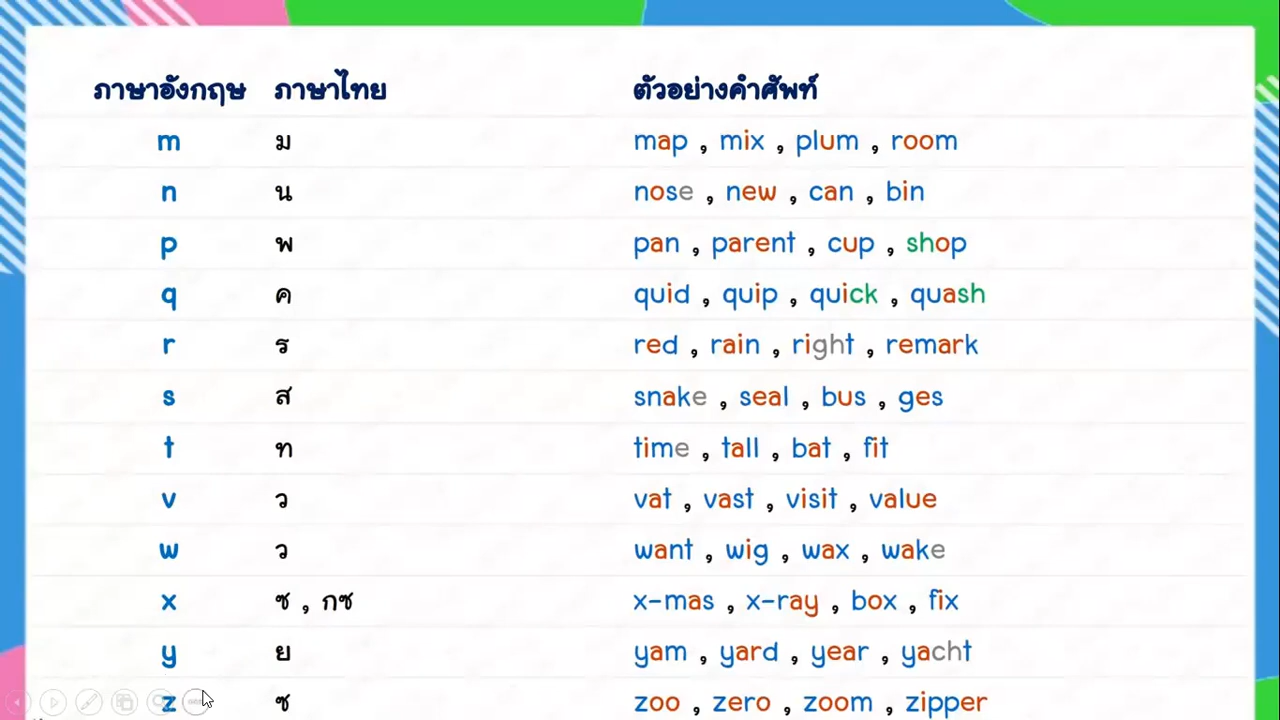 ภาษาอังกฤษ ภาษาไทย ตัวอย่างคำศัพท์
m ม map , mix , plum , room
n น nose , new , can , bin
p พ pan , parent , cup , shop
q ค quid , quip , quick , quash
r ร red , rain , right , remark
s ส snake , seal , bus , ges
t ท time , tall , bat , fit
v ว vat , vast , visit , value
w ว want , wig , wax , wake
x ซ , กซ x-mas , x-ray , box , fix
y ย yam , yard , year , yacht
z ซ zoo , zero , zoom , zipper